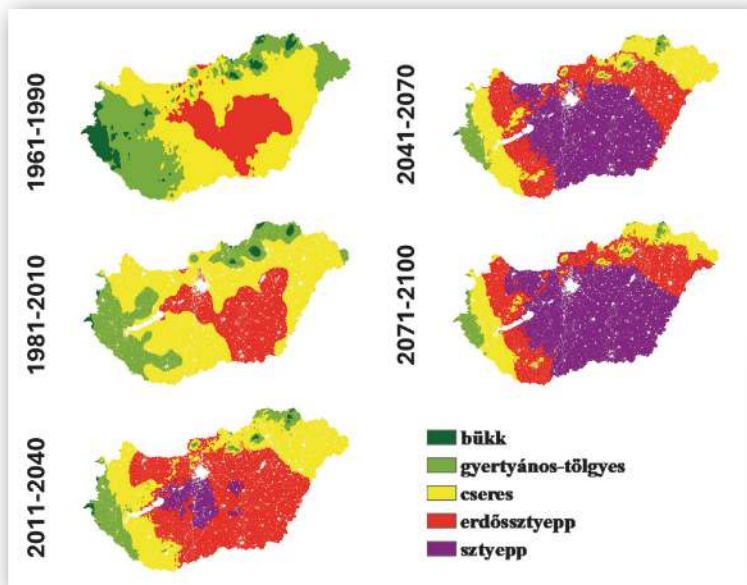 1961-1990
1981-2010
2011-2040
2041-2070
2071-2100
bükk
gyertyános-tölgyes
cseres
erdőssztyepp
sztyepp